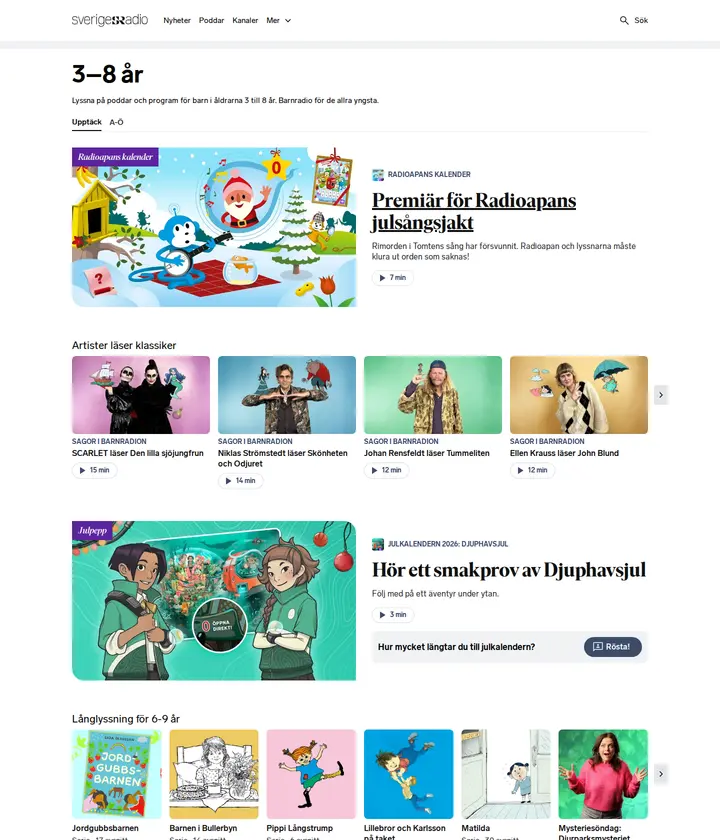 sverigesRadio
Nyheter
Poddar
Kanaler
Mer
Sök
3–8 år
Lyssna på poddar och program för barn i åldrarna 3 till 8 år. Barnradio för de allra yngsta.
Upptäck
A-Ö
Radioapans kalender
0
?
RADIOAPANS KALENDER
Premiär för Radioapans
julsångsjakt
Rimorden i Tomtens sång har försvunnit. Radioapan och lyssnarna måste
klura ut orden som saknas!
7 min
Artister läser klassiker
SAGOR I BARNRADION
SCARLET läser Den lilla sjöjungfrun
15 min
SAGOR I BARNRADION
Niklas Strömstedt läser Skönheten
och Odjuret
14 min
SAGOR I BARNRADION
Johan Rensfeldt läser Tummeliten
12 min
SAGOR I BARNRADION
Ellen Krauss läser John Blund
12 min
Julpepp
ÖPPNA
DIREKT!
JULKALENDERN 2026: DJUPHAVSJUL
Hör ett smakprov av Djuphavsjul
Följ med på ett äventyr under ytan.
3 min
Hur mycket längtar du till julkalendern?
Rösta!
Långlyssning för 6-9 år
JORD
GUBBS-
BARNEN
Jordgubbsbarnen
Barnen i Bullerbyn
Pippi Långstrump
Lillebror och Karlsson
på taket
Matilda
Mysteriesöndag:
Djurparksmysteriet